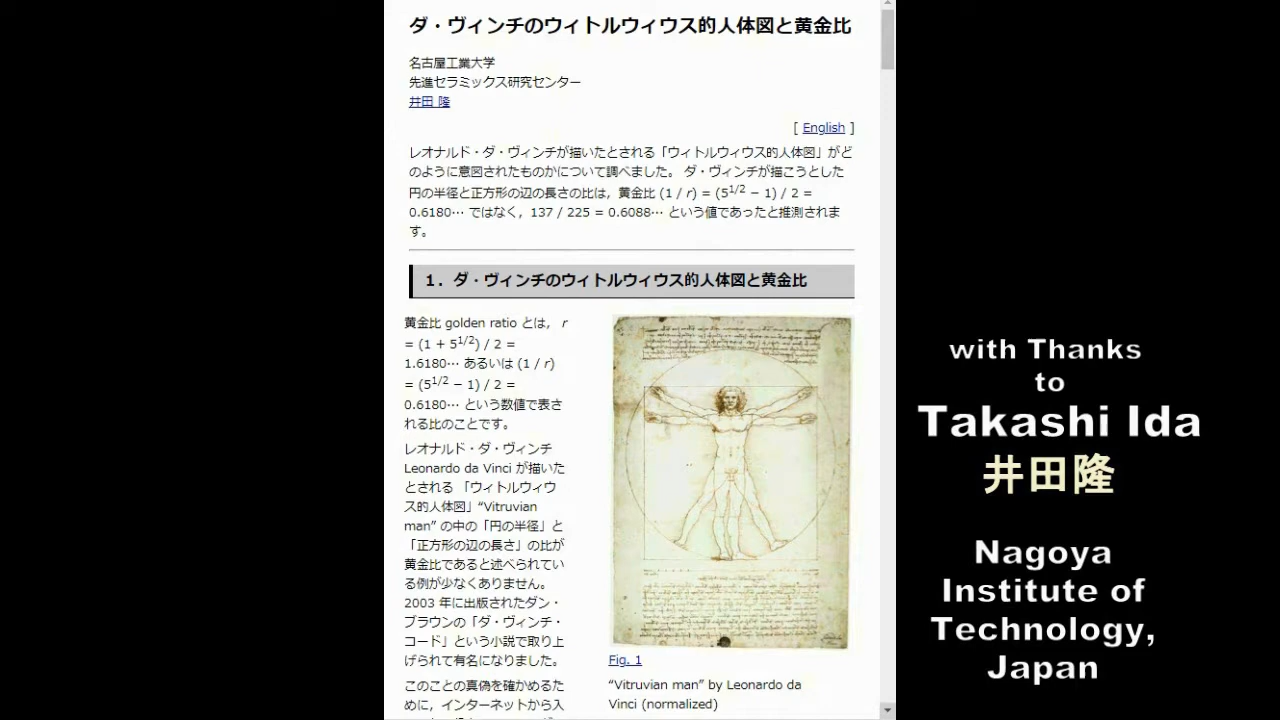 ダ・ヴィンチのウィトルウィウス的人体図と黄金比
名古屋工業大学
先進セラミックス研究センター
井田 隆
[ English ]
レオナルド・ダ・ヴィンチが描いたとされる「ウィトルウィウス的人体図」がど
のように意図されたものかについて調べました。 ダ・ヴィンチが描こうとした
円の半径と正方形の辺の長さの比は，黄金比 (1 / r) = (5^1/2 − 1) / 2 =
0.6180⋯ ではなく，137 / 225 = 0.6088⋯ という値であったと推測されま
す。
1．ダ・ヴィンチのウィトルウィウス的人体図と黄金比
黄金比 golden ratio とは， r
= (1 + 5^1/2) / 2 =
1.6180⋯ あるいは (1 / r)
= (5^1/2 − 1) / 2 =
0.6180⋯ という数値で表さ
れる比のことです。
レオナルド・ダ・ヴィンチ
Leonardo da Vinci が描いた
とされる 「ウィトルウィウ
ス的人体図」“Vitruvian
man” の中の「円の半径」と
「正方形の辺の長さ」の比が
黄金比であると述べられてい
る例が少なくありません。
2003 年に出版されたダン・
ブラウンの「ダ・ヴィンチ・
コード」という小説で取り上
げられて有名になりました。
このことの真偽を確かめるた
めに，インターネットから入
Fig. 1
“Vitruvian man” by Leonardo da
Vinci (normalized)
with Thanks
to
Takashi Ida
井田隆
Nagoya
Institute of
Technology,
Japan